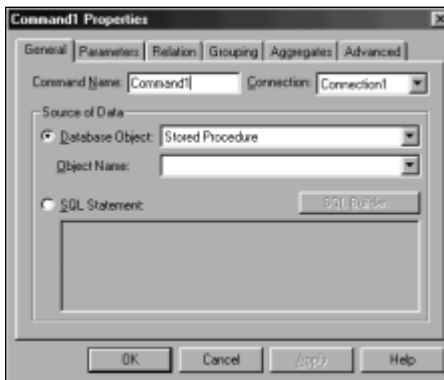 Command1 Properties
General Parameters Relation Grouping Aggregates Advanced
Command Name: Command1 Connection: Connection1
Source of Data
Database Object: Stored Procedure
Object Name:
SQL Statement: SQL Builder...
OK Cancel Apply Help